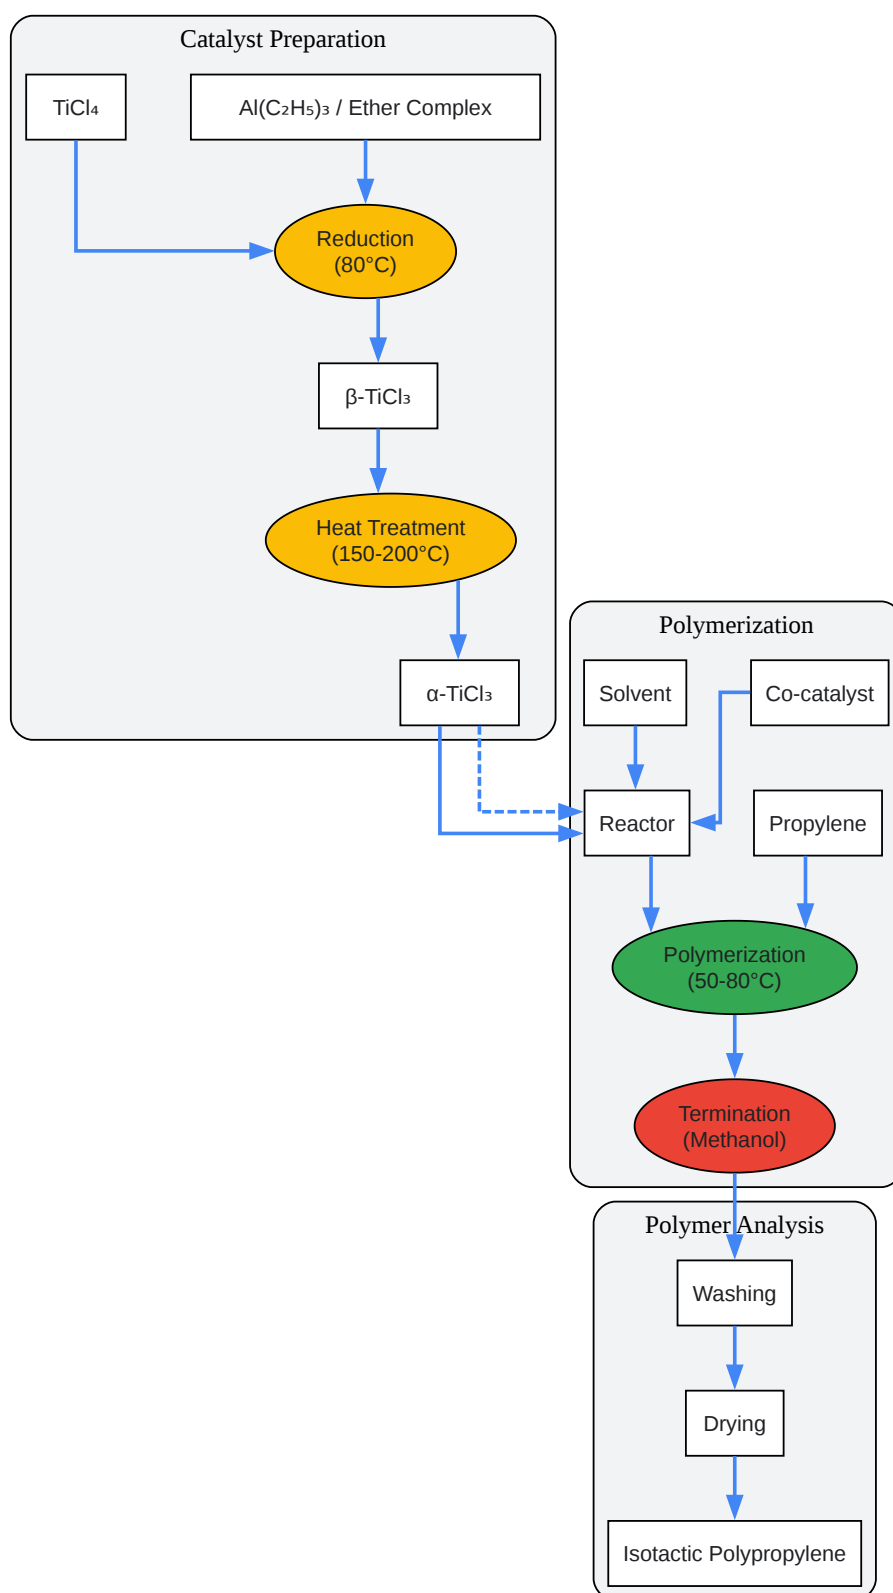 Catalyst Preparation
TiCl₄
Al(C₂H₅)₃ / Ether Complex
Reduction
(80°C)
β-TiCl₃
Heat Treatment
(150-200°C)
α-TiCl₃
Polymerization
Solvent
Co-catalyst
Reactor
Propylene
Polymerization
(50-80°C)
Termination
(Methanol)
Polymer Analysis
Washing
Drying
Isotactic Polypropylene